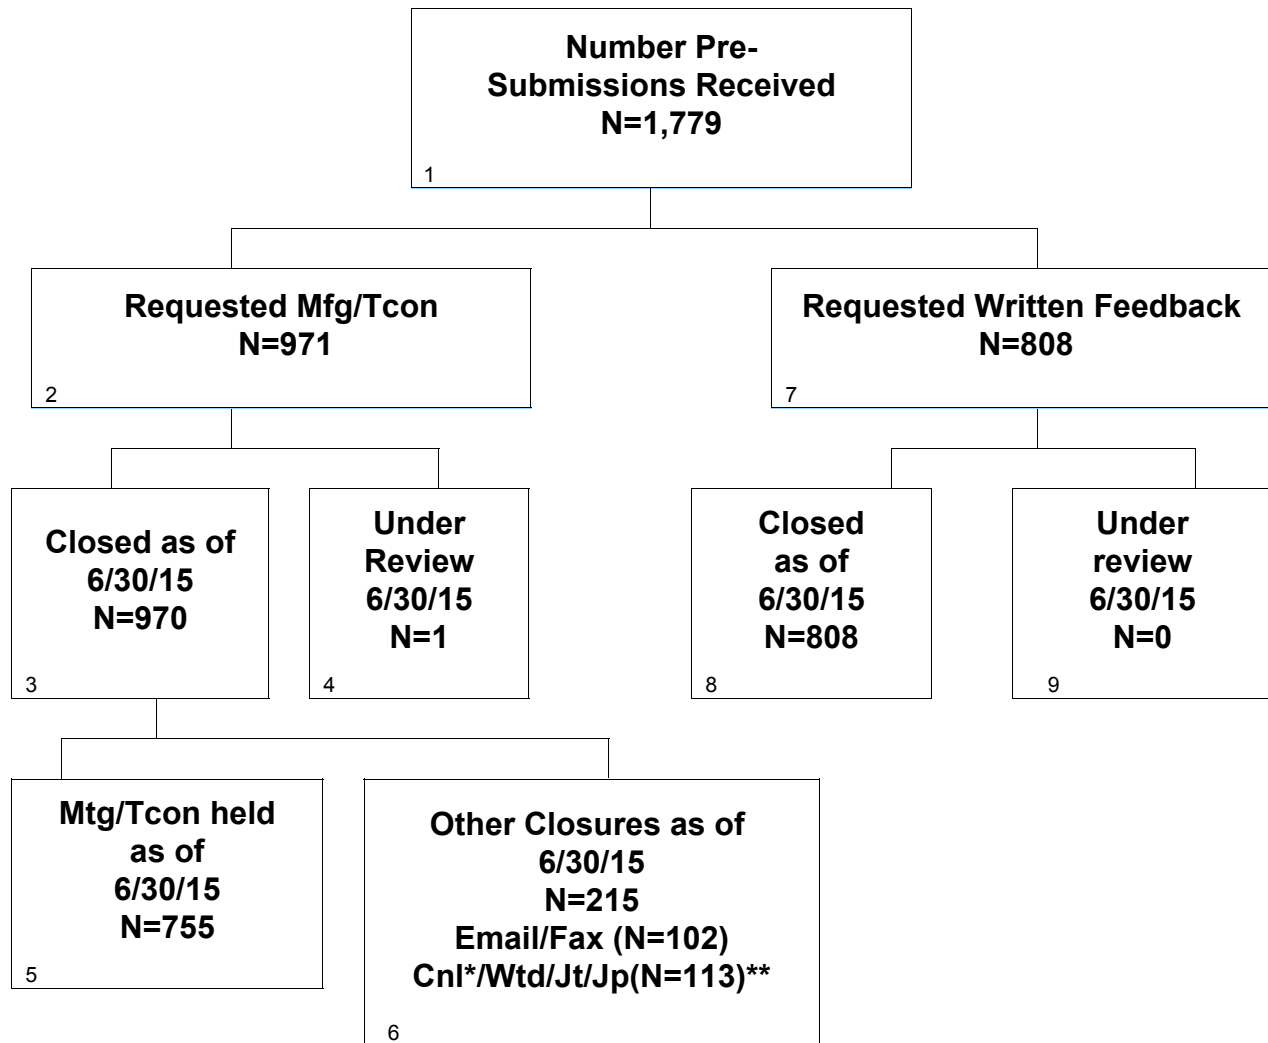 Number Pre-
Submissions Received
N=1,779
1
Requested Mfg/Tcon
N=971
2
Requested Written Feedback
N=808
7
Closed as of
6/30/15
N=970
3
Under
Review
6/30/15
N=1
4
Closed
as of
6/30/15
N=808
8
Under
review
6/30/15
N=0
9
Mtg/Tcon held
as of
6/30/15
N=755
5
Other Closures as of
6/30/15
N=215
Email/Fax (N=102)
Cnl*/Wtd/Jt/Jp(N=113)**
6